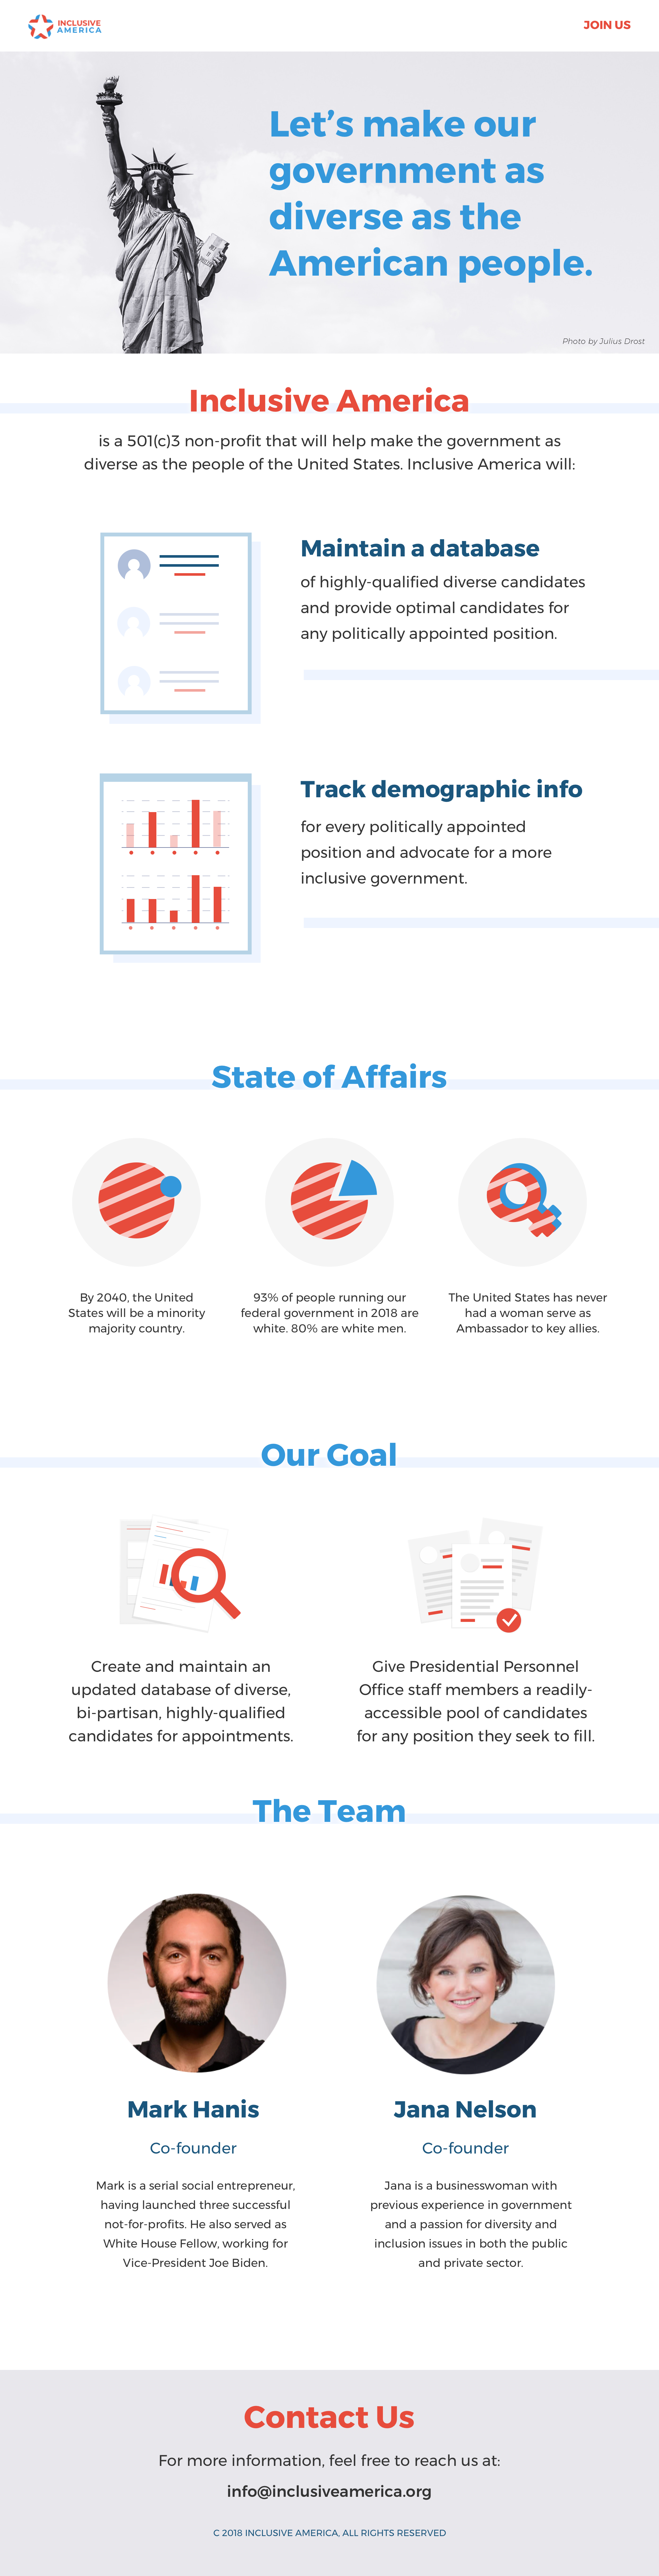 INCLUSIVE
AMERICA
JOIN US
Let’s make our
government as
diverse as the
American people.
Photo by Julius Drost
Inclusive America
is a 501(c)3 non-profit that will help make the government as
diverse as the people of the United States. Inclusive America will:
Maintain a database
of highly-qualified diverse candidates
and provide optimal candidates for
any politically appointed position.
Track demographic info
for every politically appointed
position and advocate for a more
inclusive government.
State of Affairs
By 2040, the United
States will be a minority
majority country.
93% of people running our
federal government in 2018 are
white. 80% are white men.
The United States has never
had a woman serve as
Ambassador to key allies.
Our Goal
Create and maintain an
updated database of diverse,
bi-partisan, highly-qualified
candidates for appointments.
Give Presidential Personnel
Office staff members a readily-
accessible pool of candidates
for any position they seek to fill.
The Team
Mark Hanis
Co-founder
Mark is a serial social entrepreneur,
having launched three successful
not-for-profits. He also served as
White House Fellow, working for
Vice-President Joe Biden.
Jana Nelson
Co-founder
Jana is a businesswoman with
previous experience in government
and a passion for diversity and
inclusion issues in both the public
and private sector.
Contact Us
For more information, feel free to reach us at:
info@inclusiveamerica.org
C 2018 INCLUSIVE AMERICA, ALL RIGHTS RESERVED